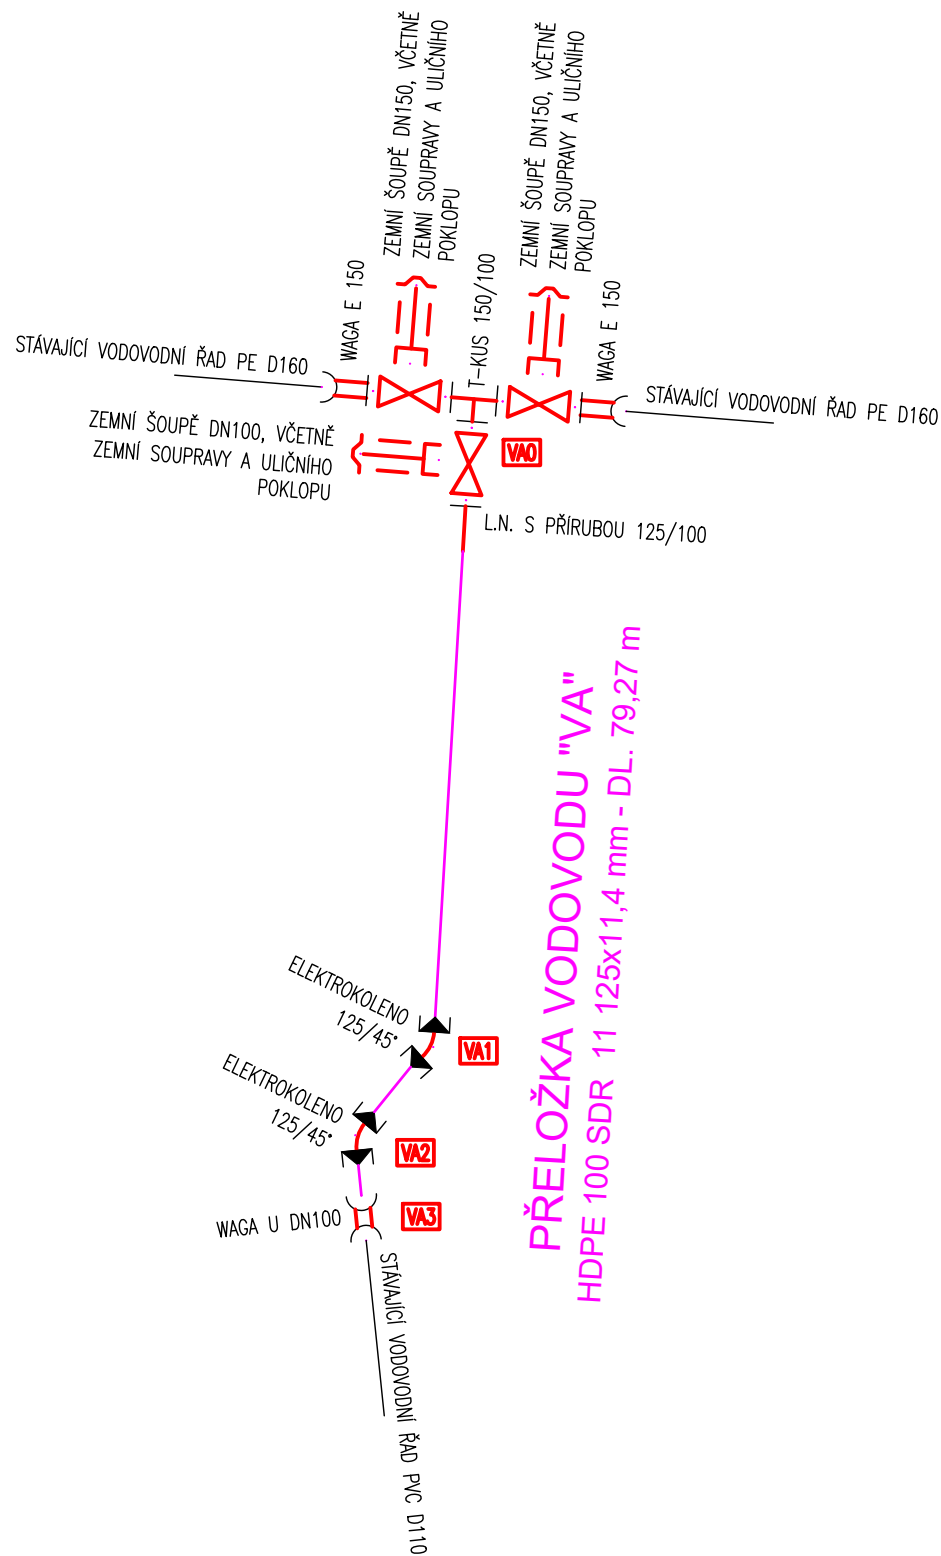 ZEMNÍ ŠOUPĚ DN150, VČETNĚ
ZEMNÍ SOUPRAVY A ULIČNÍHO
POKLOPU
ZEMNÍ ŠOUPĚ DN150, VČETNĚ
ZEMNÍ SOUPRAVY A ULIČNÍHO
POKLOPU
WAGA E 150
T-KUS 150/100
WAGA E 150
STÁVAJÍCÍ VODOVODNÍ ŘAD PE D160
STÁVAJÍCÍ VODOVODNÍ ŘAD PE D160
ZEMNÍ ŠOUPĚ DN100, VČETNĚ
ZEMNÍ SOUPRAVY A ULIČNÍHO
POKLOPU
VA0
L.N. S PŘÍRUBOU 125/100
PŘELOŽKA VODOVODU "VA"
HDPE 100 SDR 11 125x11,4 mm - DL. 79,27 m
ELEKTROKOLENO
125/45°
VA1
ELEKTROKOLENO
125/45°
VA2
WAGA U DN100
VA3
STÁVAJÍCÍ VODOVODNÍ ŘAD PVC D110